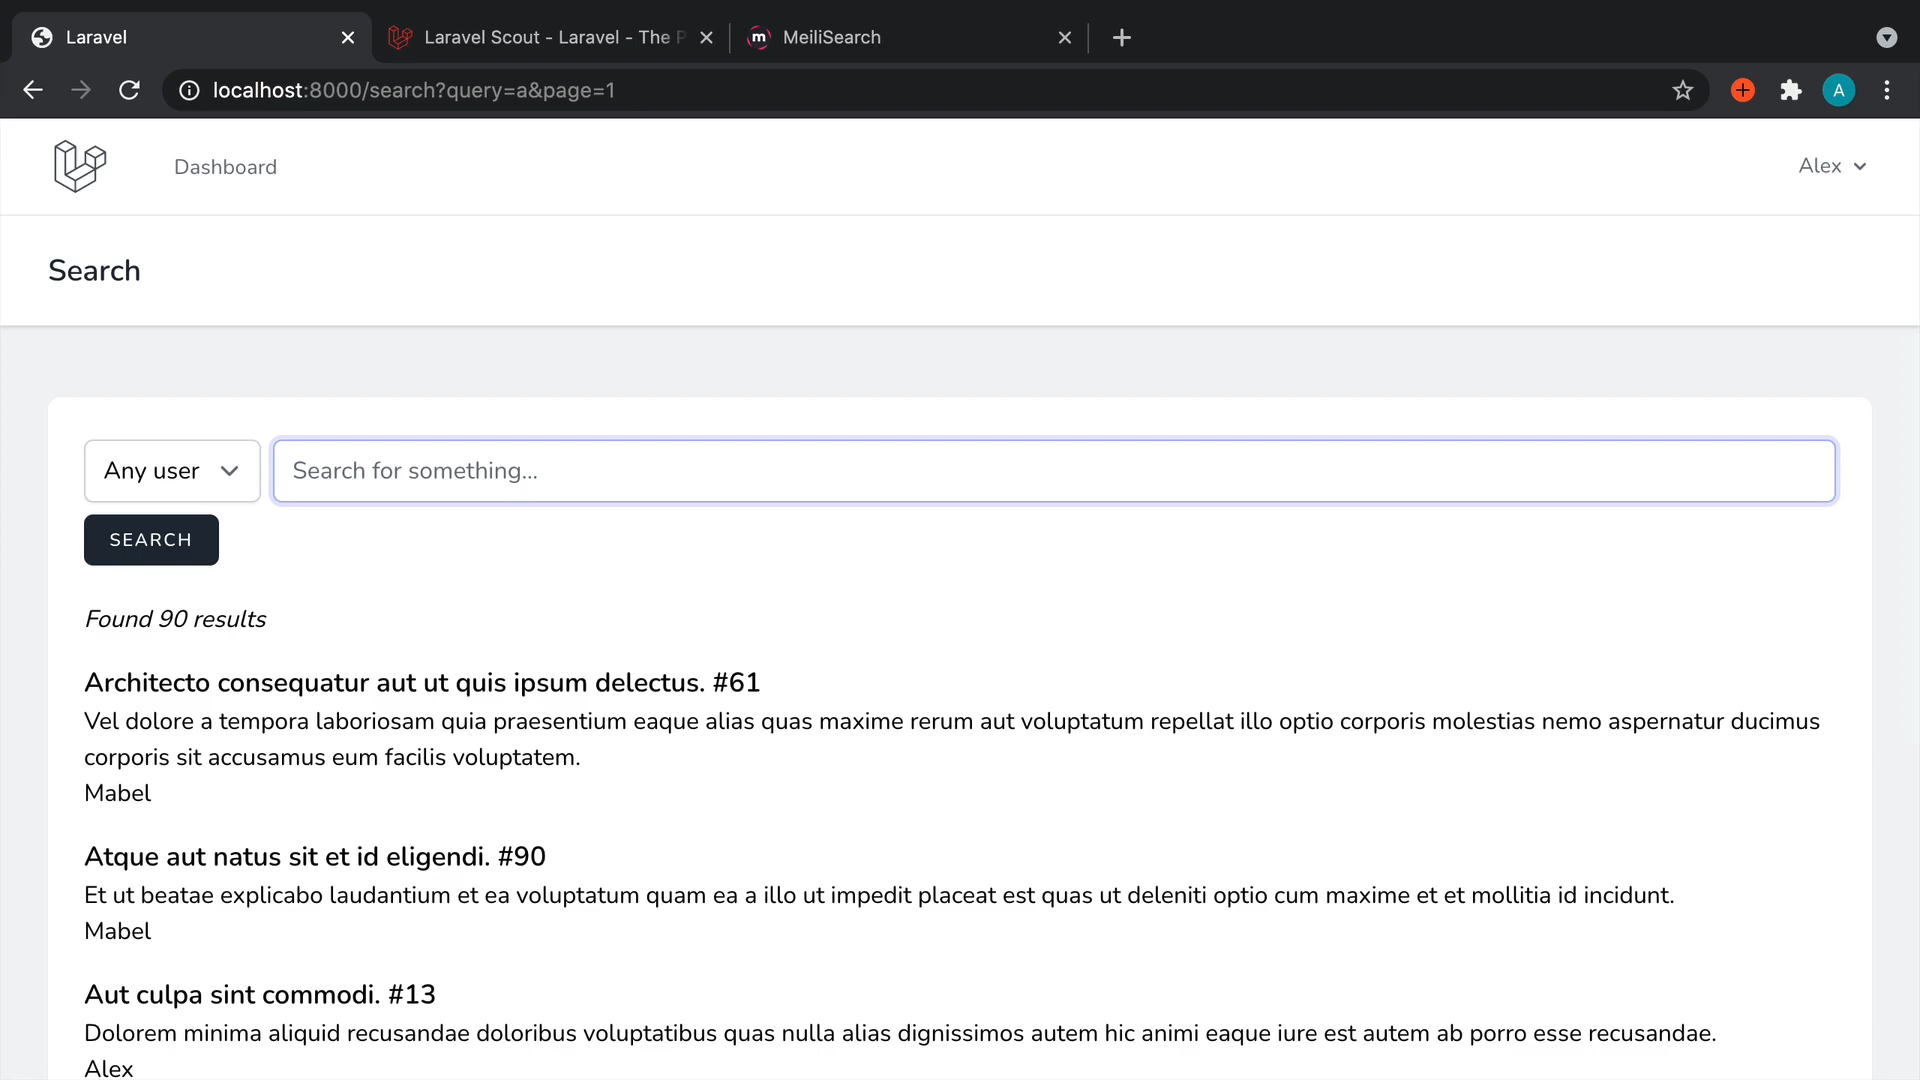 Laravel
Laravel Scout - Laravel - The P
MeiliSearch
localhost:8000/search?query=a&page=1
A
Dashboard
Alex
Search
Any user
Search for something...
SEARCH
Found 90 results
Architecto consequatur aut ut quis ipsum delectus. #61
Vel dolore a tempora laboriosam quia praesentium eaque alias quas maxime rerum aut voluptatum repellat illo optio corporis molestias nemo aspernatur ducimus
corporis sit accusamus eum facilis voluptatem.
Mabel
Atque aut natus sit et id eligendi. #90
Et ut beatae explicabo laudantium et ea voluptatum quam ea a illo ut impedit placeat est quas ut deleniti optio cum maxime et et mollitia id incidunt.
Mabel
Aut culpa sint commodi. #13
Dolorem minima aliquid recusandae doloribus voluptatibus quas nulla alias dignissimos autem hic animi eaque iure est autem ab porro esse recusandae.
Alex